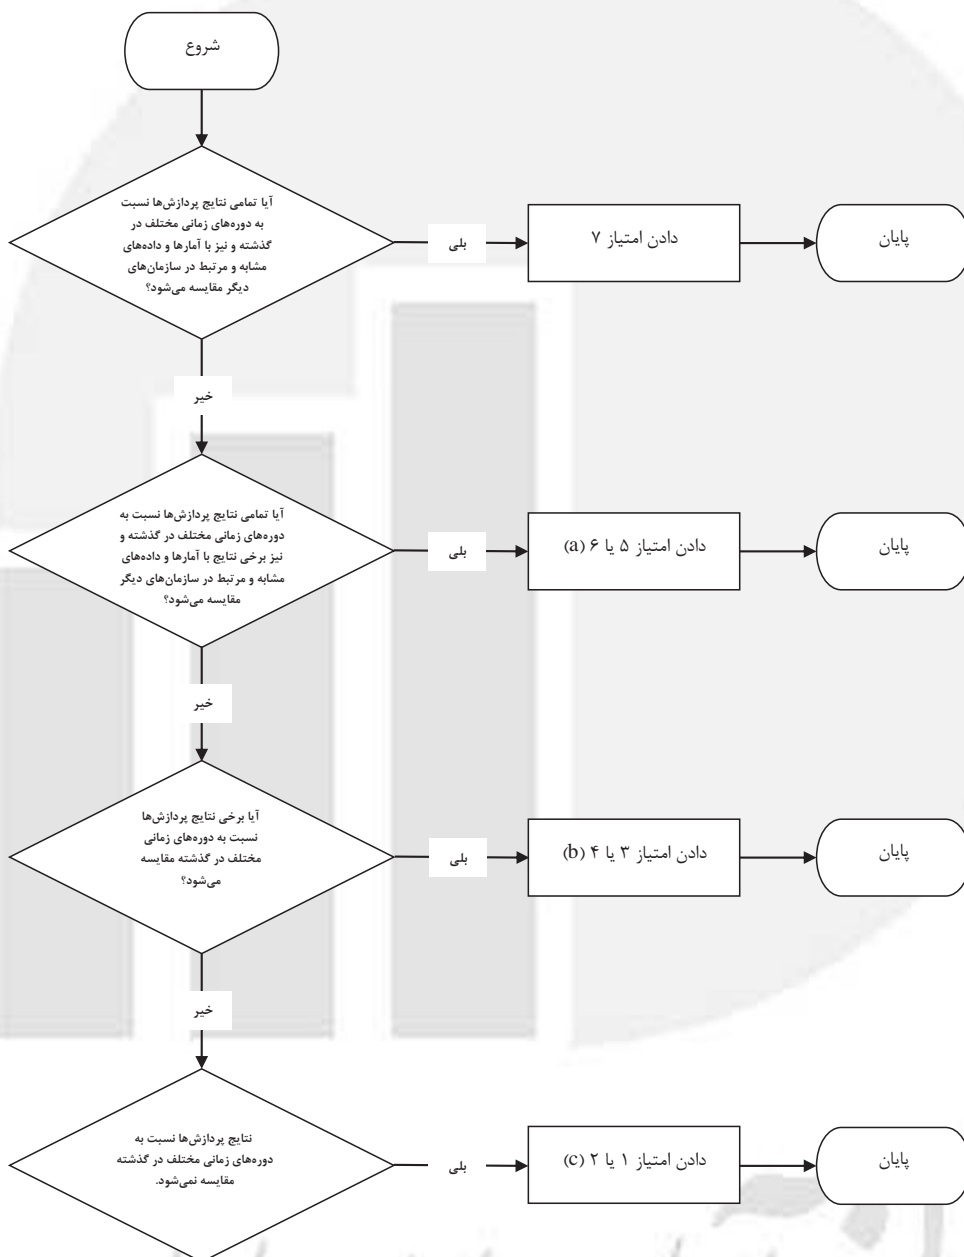 شروع
آیا تمامی نتایج پردازش‌ها نسبت
به دوره‌های زمانی مختلف در
گذشته و نیز با آمارها و داده‌های
مشابه و مرتبط در سازمان‌های
دیگر مقایسه می‌شود؟
بلی
دادن امتیاز ۷
پایان
خیر
آیا تمامی نتایج پردازش‌ها نسبت به
دوره‌های زمانی مختلف در گذشته و
نیز برخی نتایج با آمارها و داده‌های
مشابه و مرتبط در سازمان‌های دیگر
مقایسه می‌شود؟
بلی
دادن امتیاز ۵ یا ۶ (a)
پایان
خیر
آیا برخی نتایج پردازش‌ها
نسبت به دوره‌های زمانی
مختلف در گذشته مقایسه
می‌شود؟
بلی
دادن امتیاز ۳ یا ۴ (b)
پایان
خیر
نتایج پردازش‌ها نسبت به
دوره‌های زمانی مختلف در گذشته
مقایسه نمی‌شود.
بلی
دادن امتیاز ۱ یا ۲ (c)
پایان